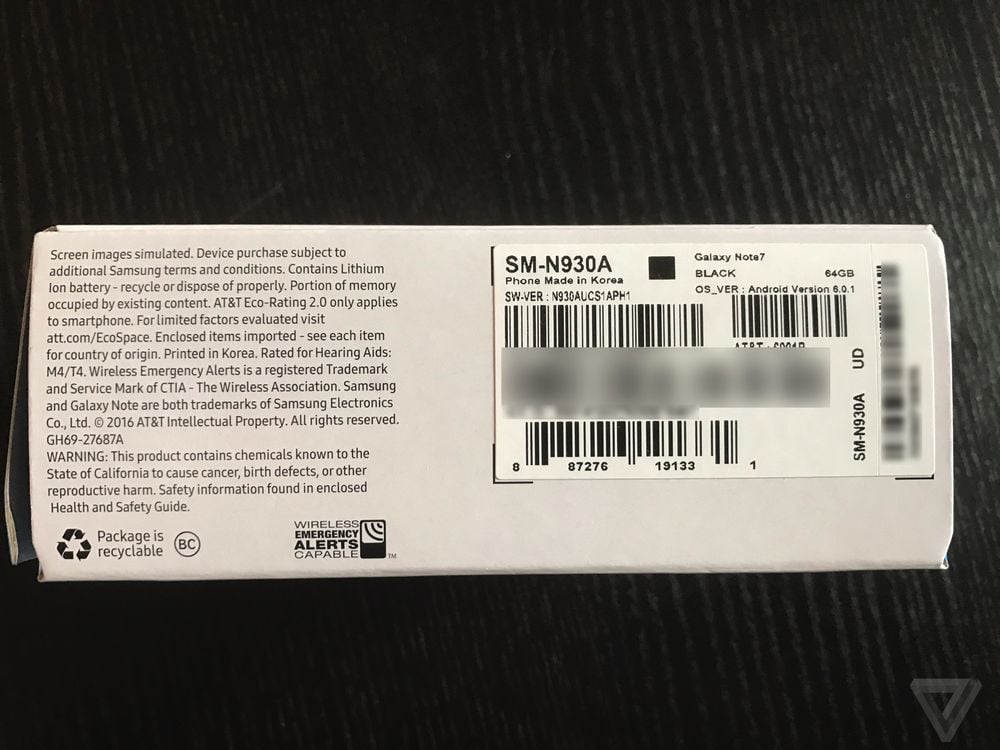 Screen images simulated. Device purchase subject to
additional Samsung terms and conditions. Contains Lithium
Ion battery - recycle or dispose of properly. Portion of memory
occupied by existing content. AT&T Eco-Rating 2.0 only applies
to smartphone. For limited factors evaluated visit
att.com/EcoSpace. Enclosed items imported - see each item
for country of origin. Printed in Korea. Rated for Hearing Aids:
M4/T4. Wireless Emergency Alerts is a registered Trademark
and Service Mark of CTIA - The Wireless Association. Samsung
and Galaxy Note are both trademarks of Samsung Electronics
Co., Ltd. © 2016 AT&T Intellectual Property. All rights reserved.
GH69-27687A
WARNING: This product contains chemicals known to the
State of California to cause cancer, birth defects, or other
reproductive harm. Safety information found in enclosed
Health and Safety Guide.
Package is
recyclable
BC
WIRELESS
EMERGENCY
ALERTS
CAPABLE TM
SM-N930A
Phone Made in Korea
SW-VER : N930AUCS1APH1
Galaxy Note7
BLACK 64GB
OS_VER : Android Version 6.0.1
8 87276 19133 1
SM-N930A UD